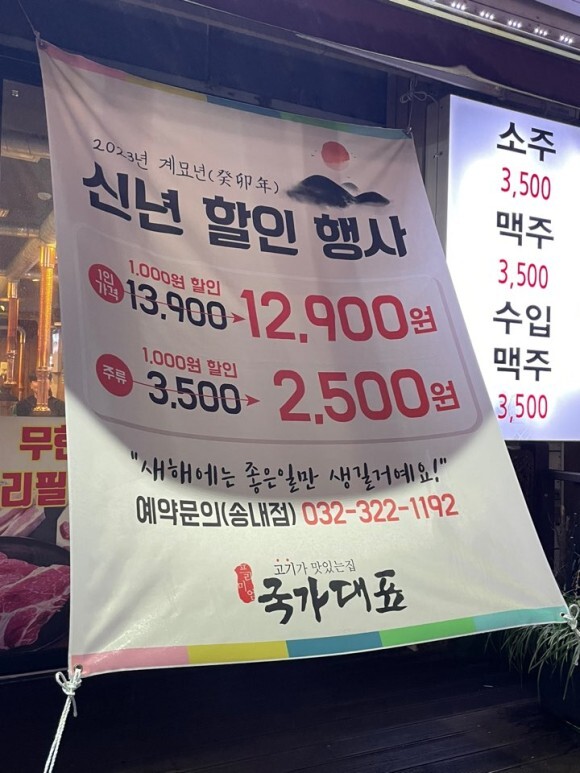 2023년 계묘년(癸卯年)
신년 할인 행사
1인
가격
1,000원 할인
13,900 12,900원
주류
1,000원 할인
3,500 2,500원
"새해에는 좋은일만 생길거예요!"
예약문의(송내점) 032-322-1192
고기가 맛있는집
국가대표
소주
3,500
맥주
3,500
수입
맥주
3,500
무한
리필